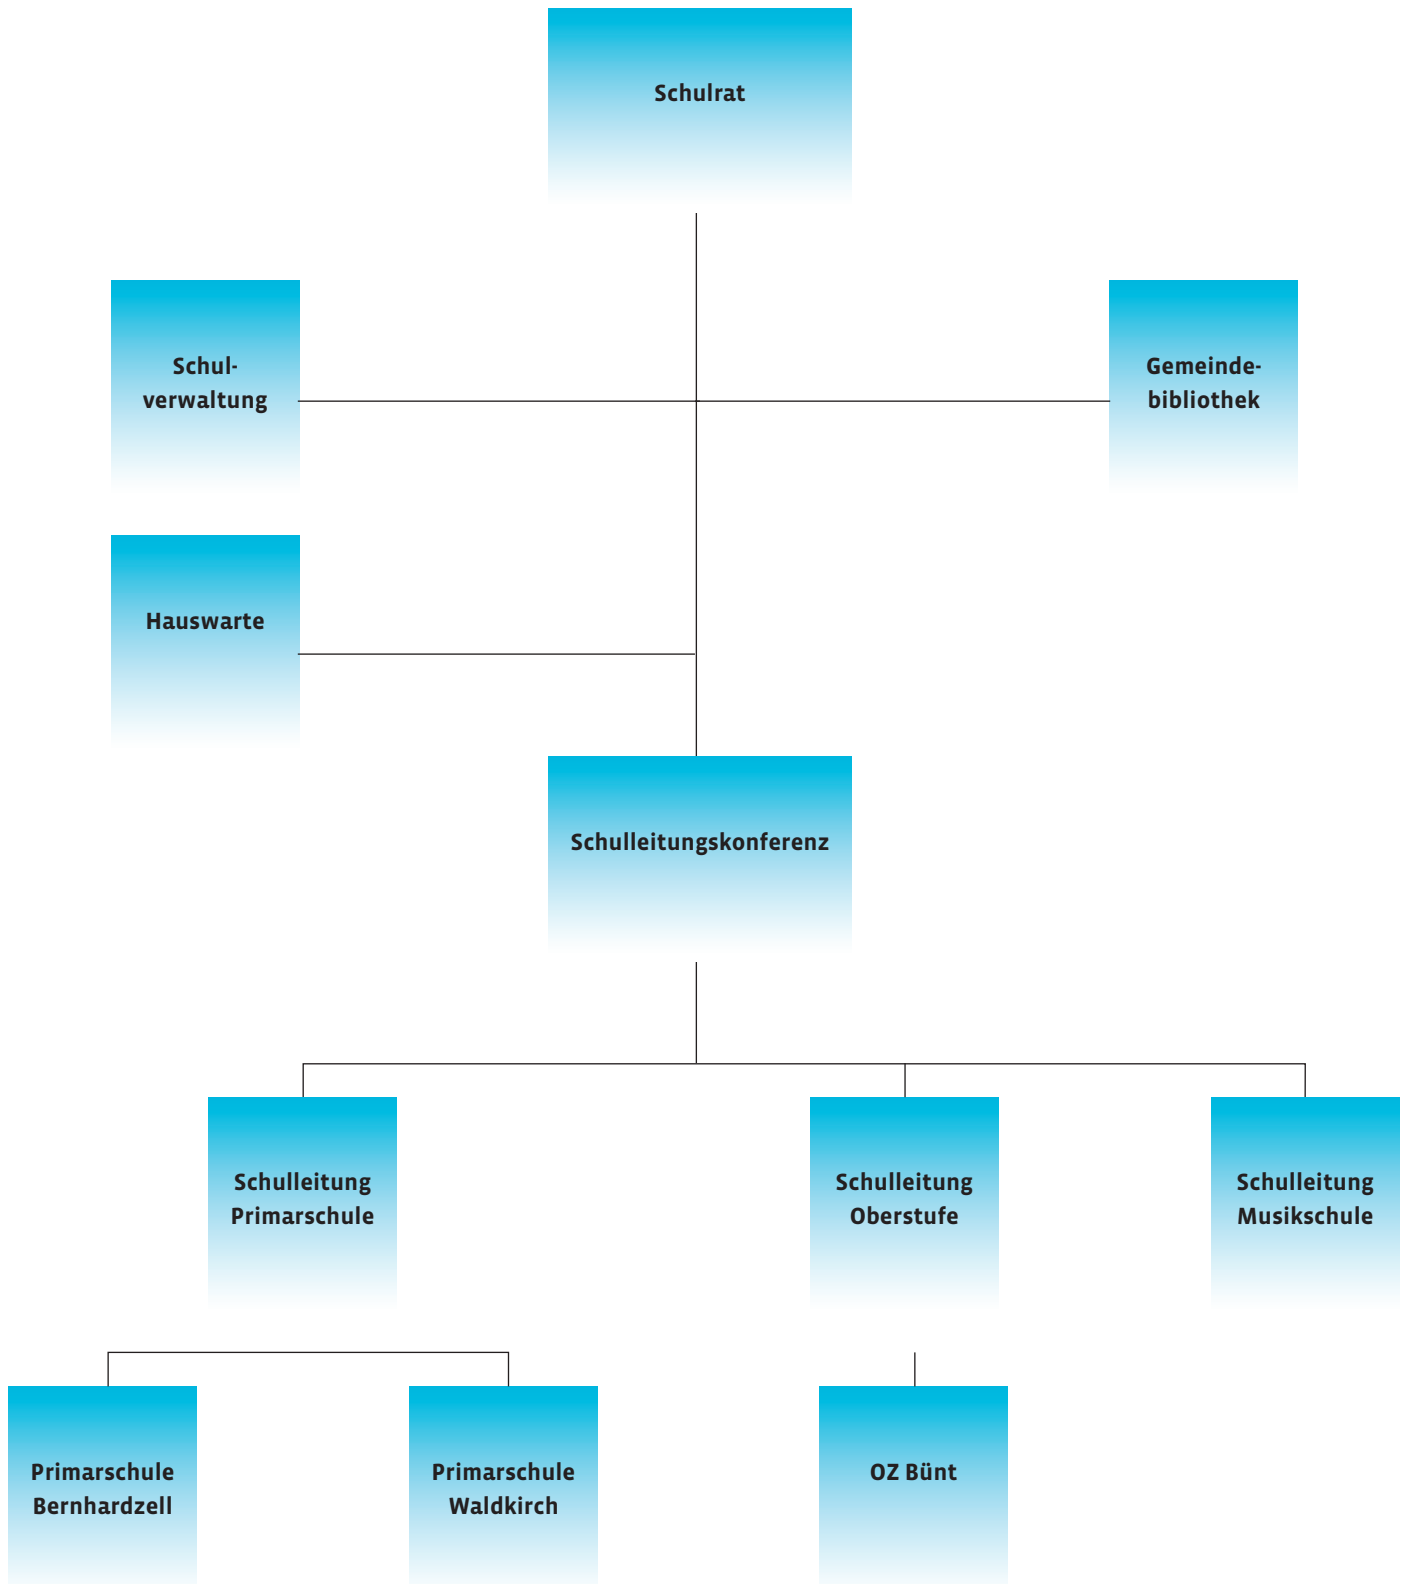 Schulrat
Schul-
verwaltung
Gemeinde-
bibliothek
Hauswarte
Schulleitungskonferenz
Schulleitung
Primarschule
Schulleitung
Oberstufe
Schulleitung
Musikschule
Primarschule
Bernhardzell
Primarschule
Waldkirch
OZ Bünt